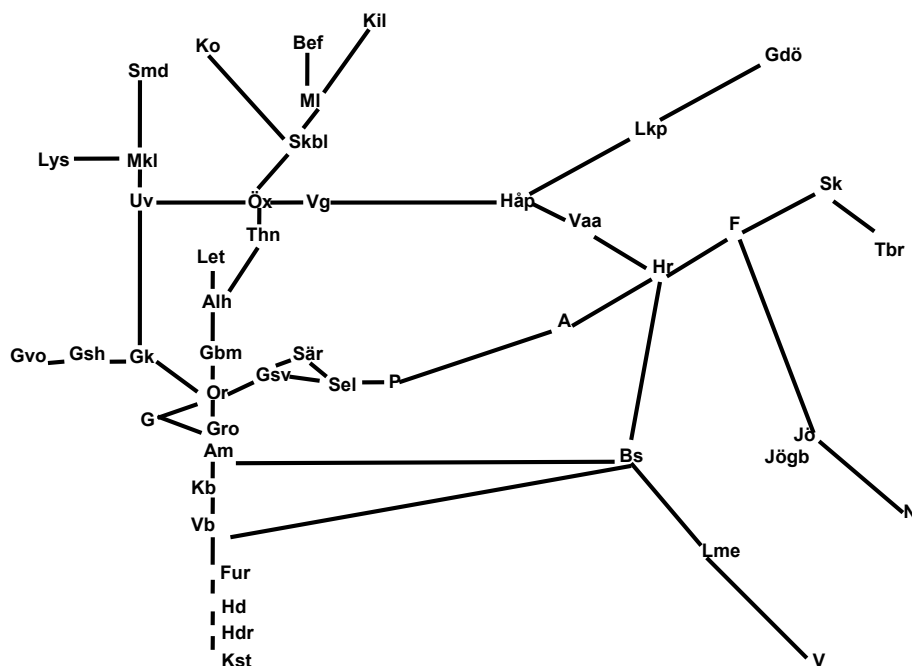 Kil
Ko
Bef
Gdö
Smd
Ml
Lkp
Skbl
Lys
Mkl
Sk
Uv
Öx
Vg
Håp
Vaa
F
Thn
Tbr
Let
Hr
Alh
A
Gvo
Gsh
Gk
Gbm
Sär
Gsv
Sel
P
Or
G
Gro
Am
Jö
Bs
Jögb
Kb
N
Vb
Lme
Fur
Hd
Hdr
Kst
V